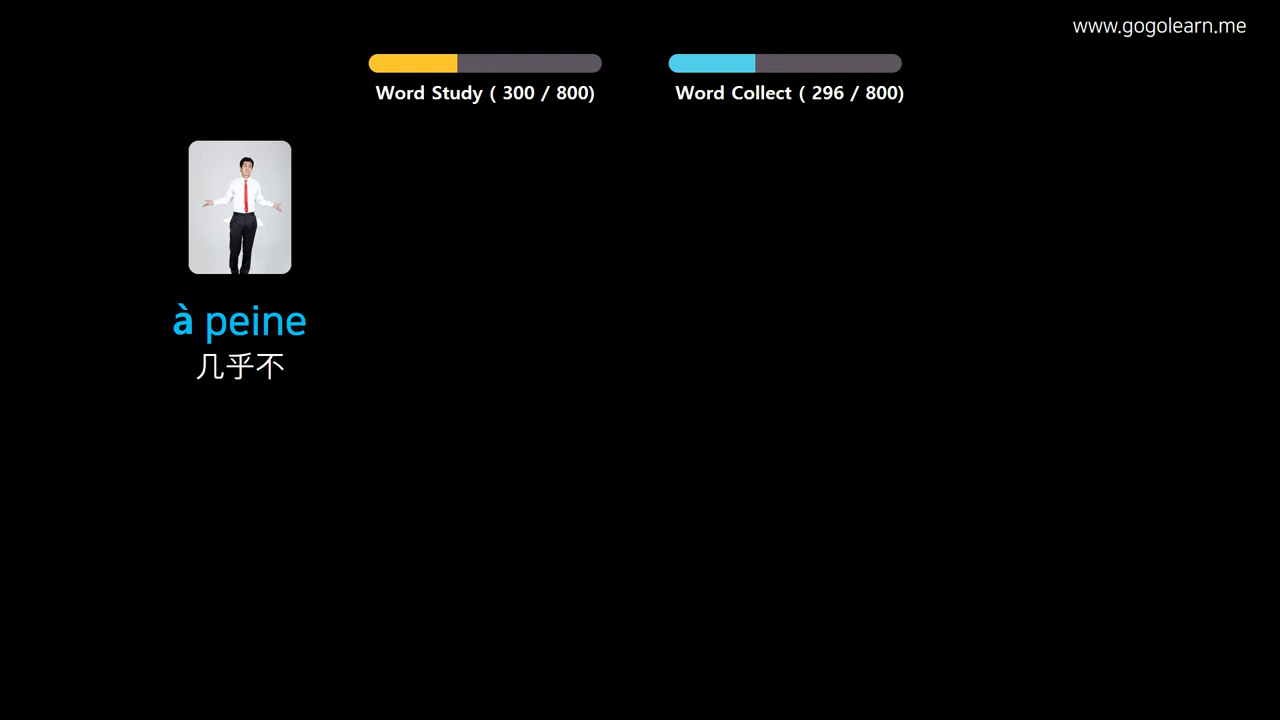 www.gogolearn.me
Word Study ( 300 / 800)
Word Collect ( 296 / 800)
à peine
几乎不